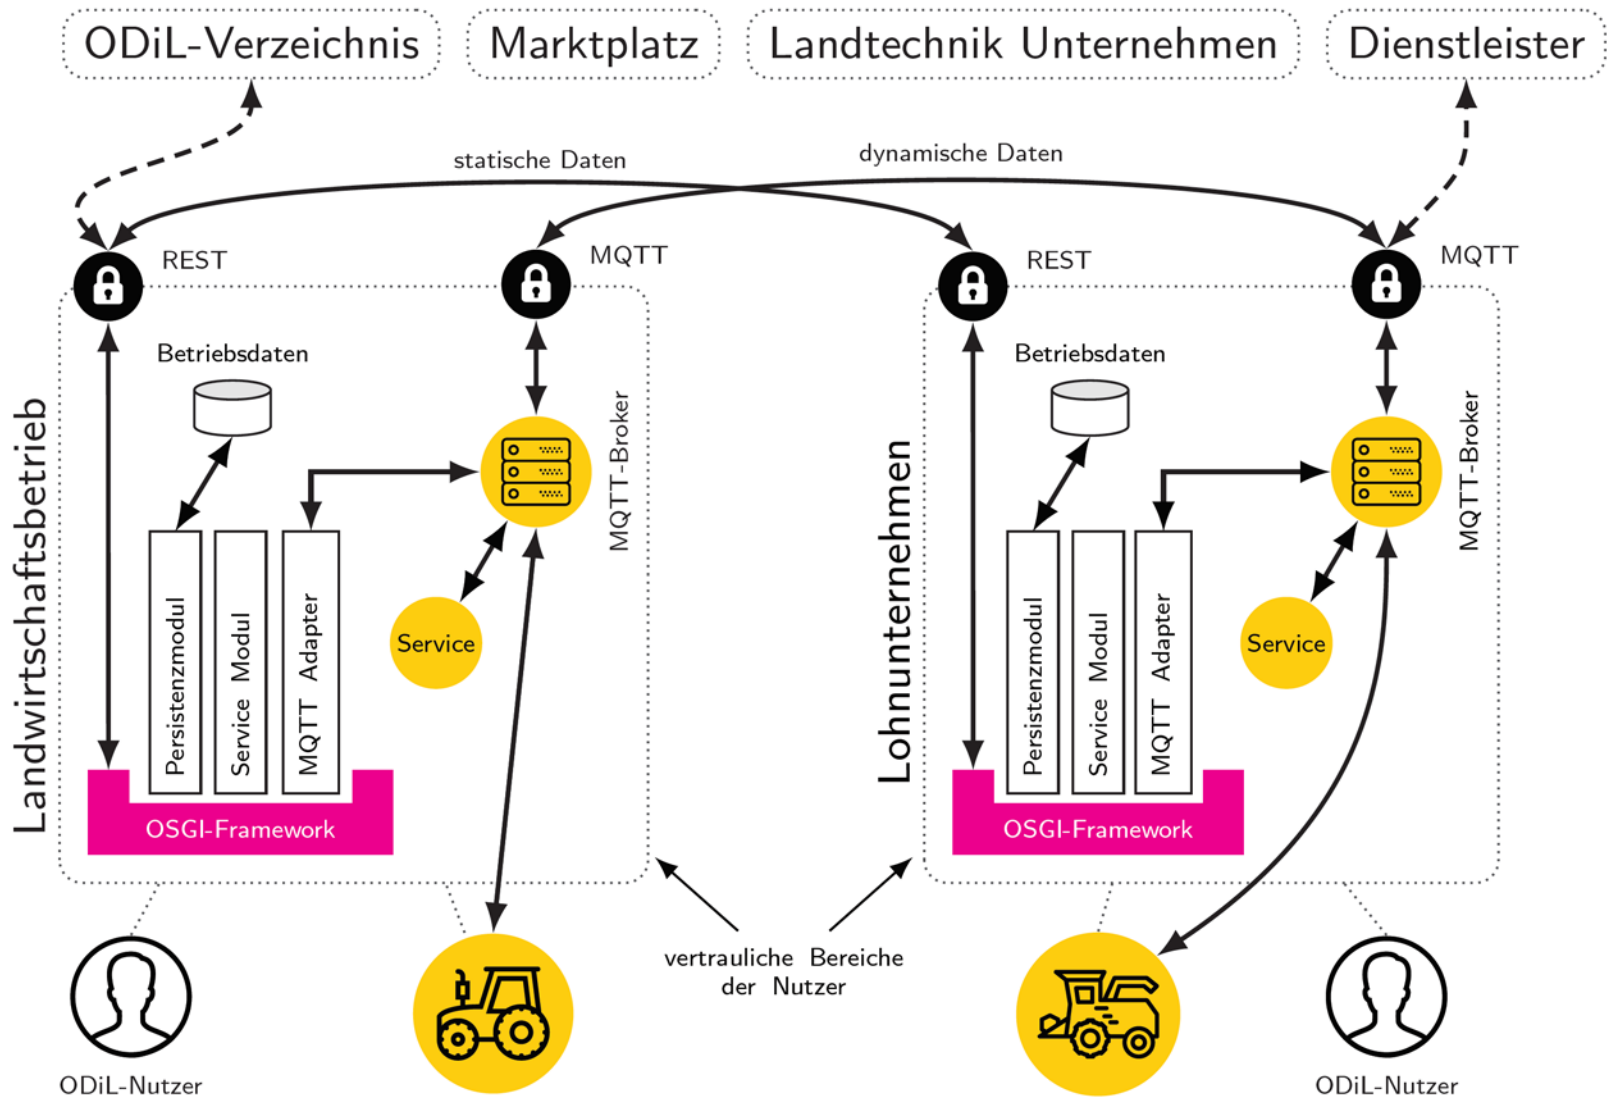 ODiL-Verzeichnis
Marktplatz
Landtechnik Unternehmen
Dienstleister
statische Daten
dynamische Daten
REST
MQTT
REST
MQTT
Betriebsdaten
Betriebsdaten
Landwirtschaftsbetrieb
MQTT-Broker
Lohnunternehmen
MQTT-Broker
Persistenzmodul
Service Modul
MQTT Adapter
Service
Persistenzmodul
Service Modul
MQTT Adapter
Service
OSGI-Framework
OSGI-Framework
vertrauliche Bereiche
der Nutzer
ODiL-Nutzer
ODiL-Nutzer